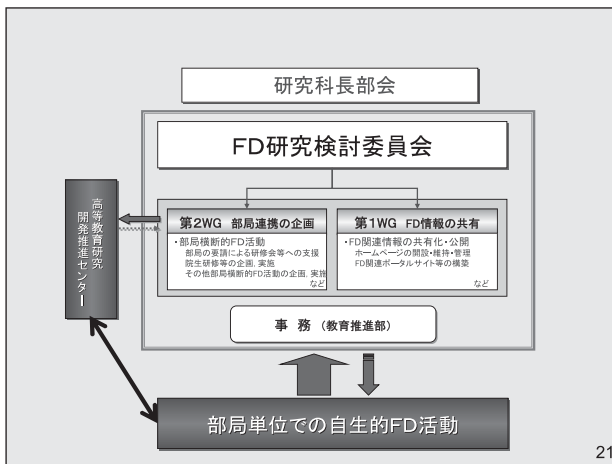 研究科長部会
FD研究検討委員会
高等教育研究
開発推進センター
第2WG 部局連携の企画
・部局横断的FD活動
部局の要請による研修会等への支援
院生研修等の企画、実施
その他部局横断的FD活動の企画、実施
など
第1WG FD情報の共有
・FD関連情報の共有化・公開
ホームページの開設・維持・管理
FD関連ポータルサイト等の構築
など
事 務 (教育推進部)
部局単位での自生的FD活動
21